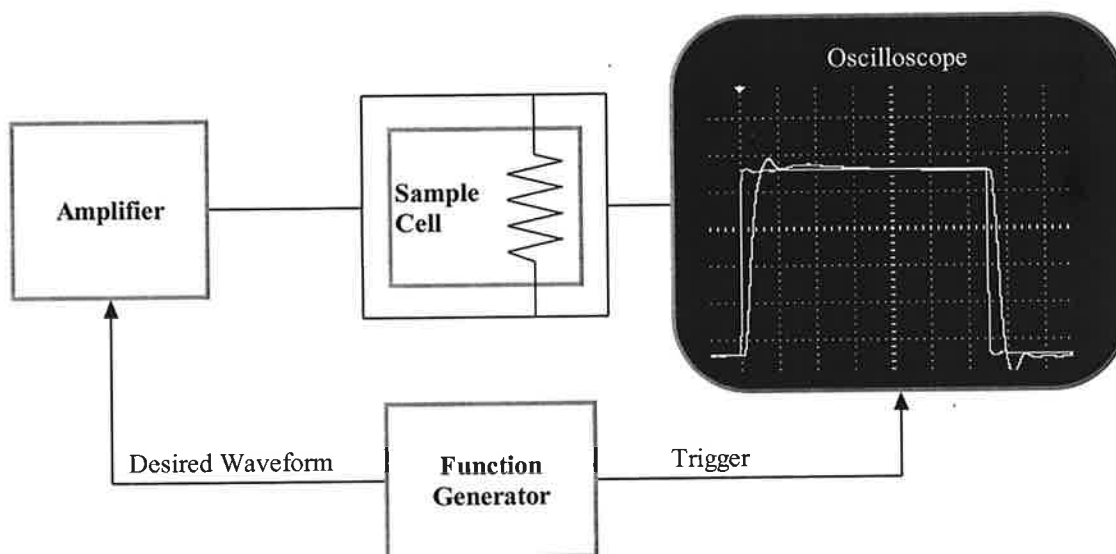 Oscilloscope
Amplifier
Sample
Cell
Desired Waveform
Function
Generator
Trigger